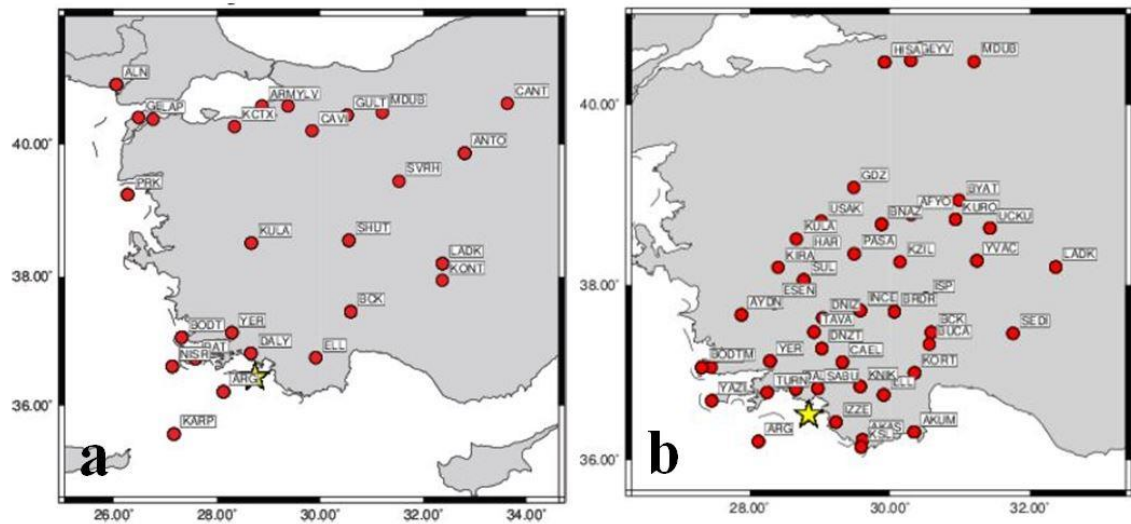 ALN
GELAP
ARMYLV
KCTX
CAVI
GULT
MDUB
CANT
ANTO
SVRH
PRK
KULA
SHUT
LADK
KONT
BCK
BODT
YER
DALY
NISR
ELL
ARG
KARP
40.00˚
38.00˚
36.00˚
26.00˚ 28.00˚ 30.00˚ 32.00˚ 34.00˚
a
HISA
GEYV
MDUB
GDZ
BYAT
AFYO
USAK
BNAZ
KURO
UCKU
KULA
HAR
PASA
KZIL
YVAC
LADK
KIRA
SUL
ESEN
ISP
AYDN
DNIZ
INCE
BRDR
TAVA
BCK
BUCA
SEDI
DNZT
BODTM
YER
CAEL
KORT
SABU
KNIK
TURN
YAZI
IZZE
AKAS
AKUM
ARG
40.00˚
38.00˚
36.00˚
28.00˚ 30.00˚ 32.00˚
b